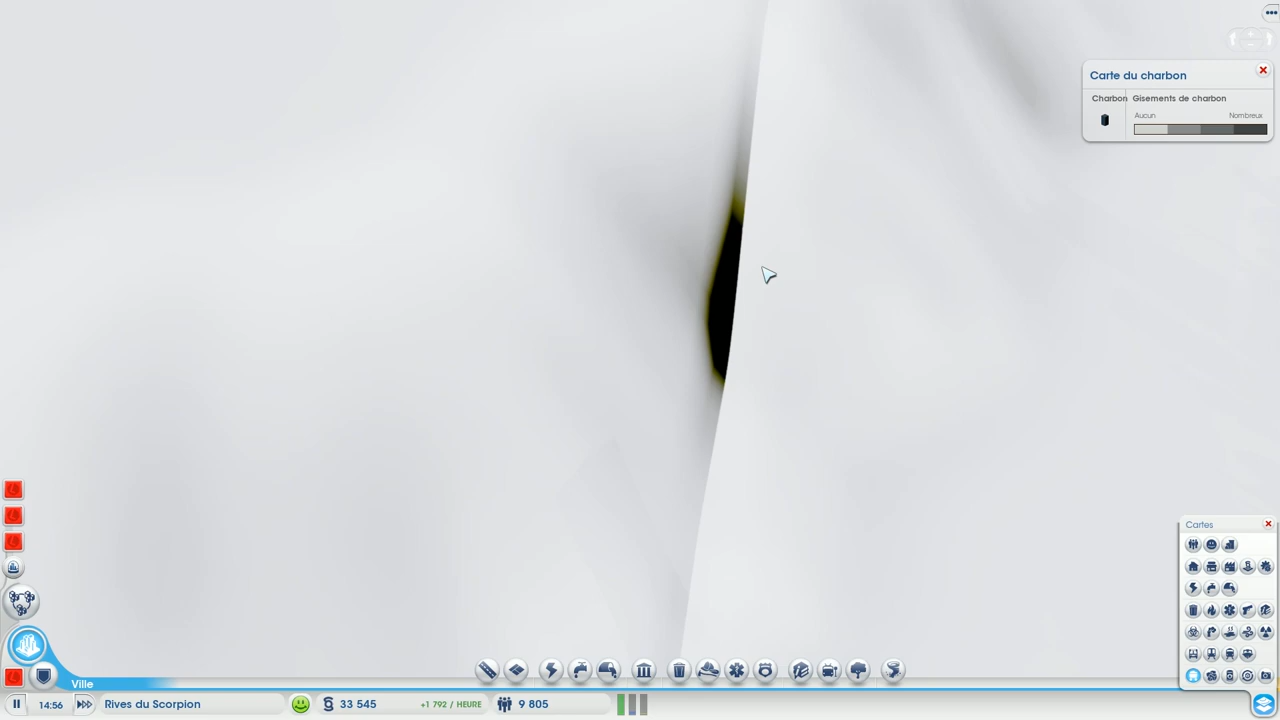 Carte du charbon
Charbon Gisements de charbon
Aucun Nombreux
Cartes
Ville
14:56 Rives du Scorpion 33 545 +1 792 / HEURE 9 805